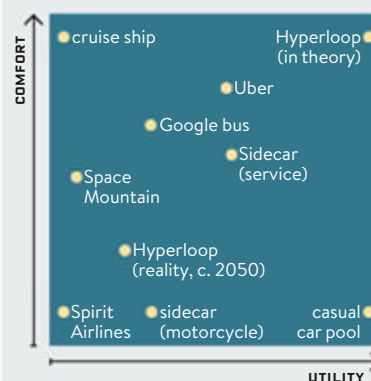 COMFORT
cruise ship
Hyperloop
(in theory)
Uber
Google bus
Sidecar
(service)
Space
Mountain
Hyperloop
(reality, c. 2050)
Spirit
Airlines
sidecar
(motorcycle)
casual
car pool
UTILITY